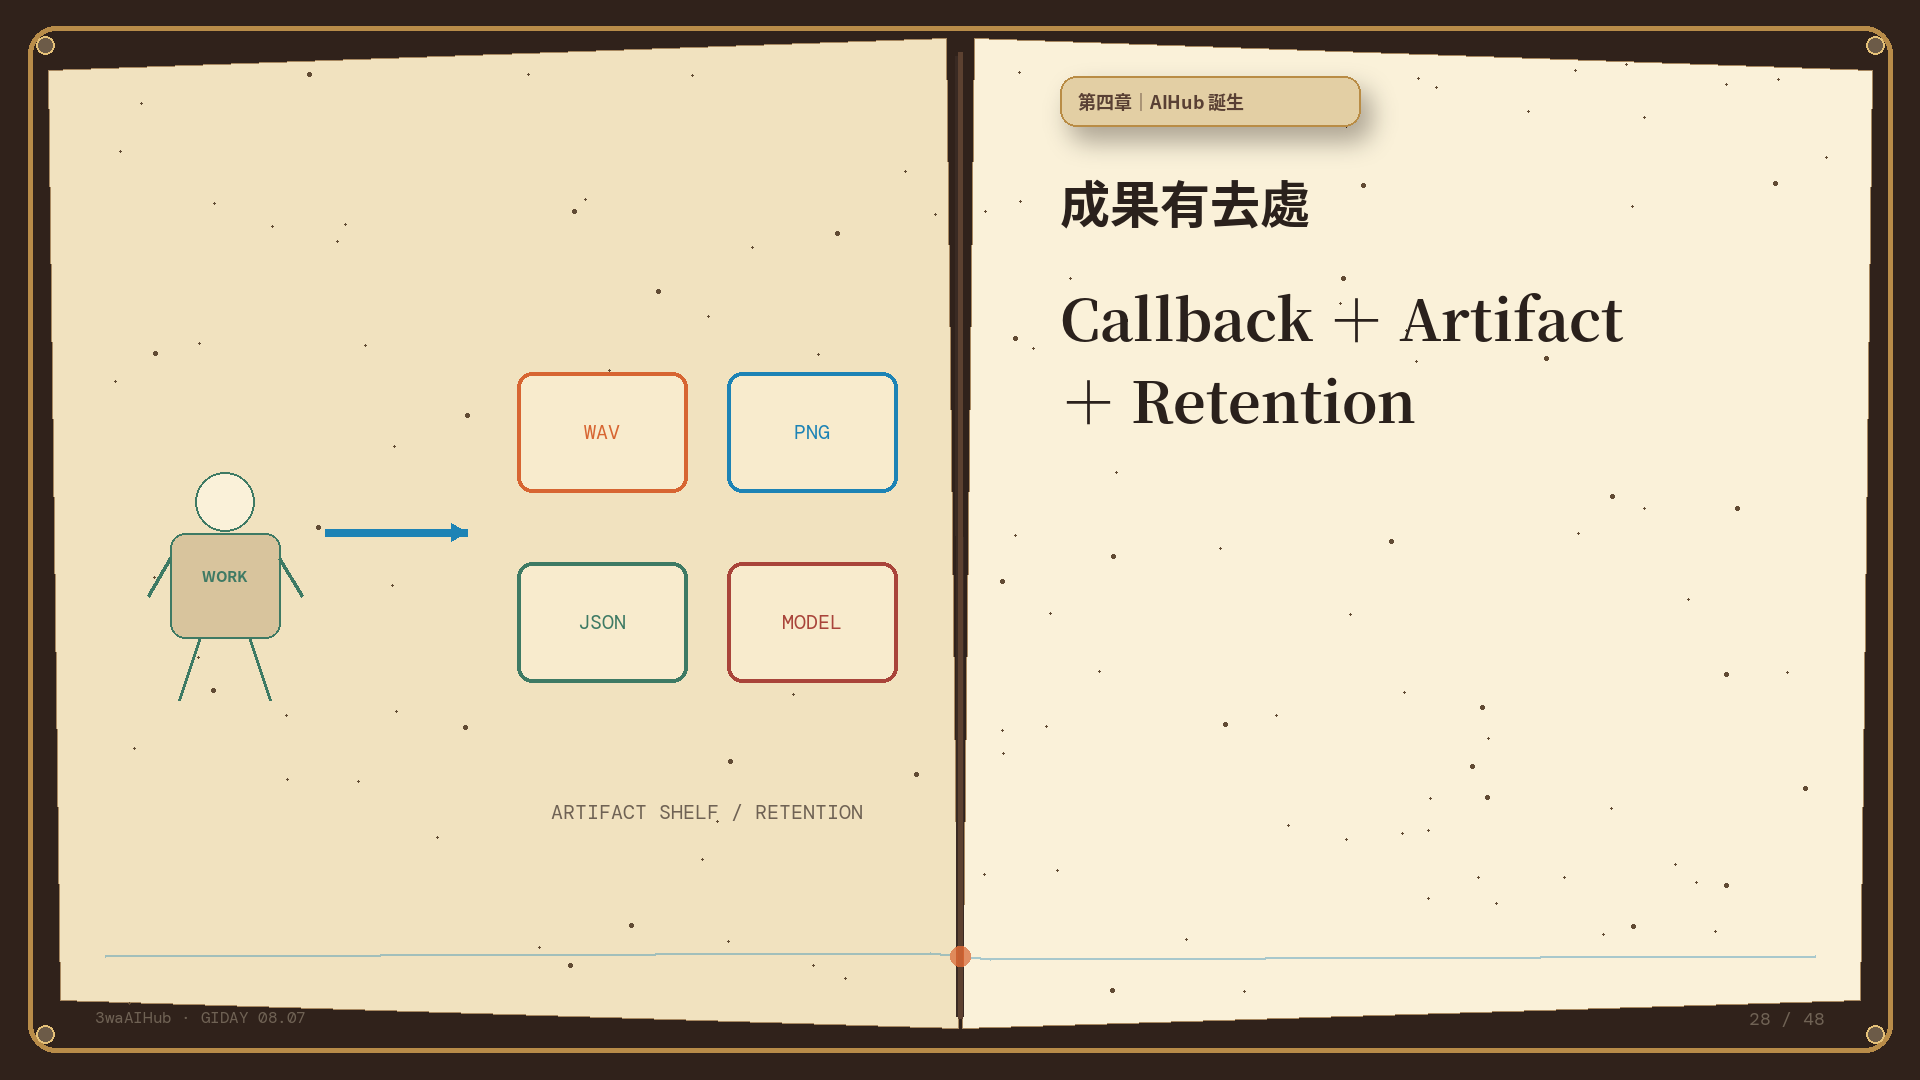 WAV
PNG
WORK
JSON
MODEL
ARTIFACT SHELF / RETENTION
第四章｜AIHub 誕生
成果有去處
Callback ＋ Artifact
＋ Retention
3waAIHub · GIDAY 08.07
28 / 48